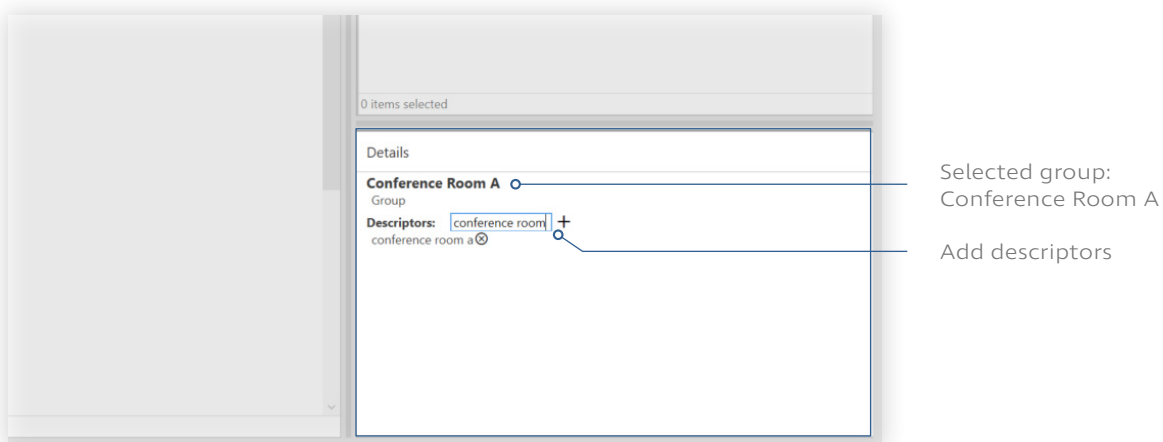 0 items selected
Details
Conference Room A
Group
Descriptors: conference room +
conference room a
Selected group:
Conference Room A
Add descriptors